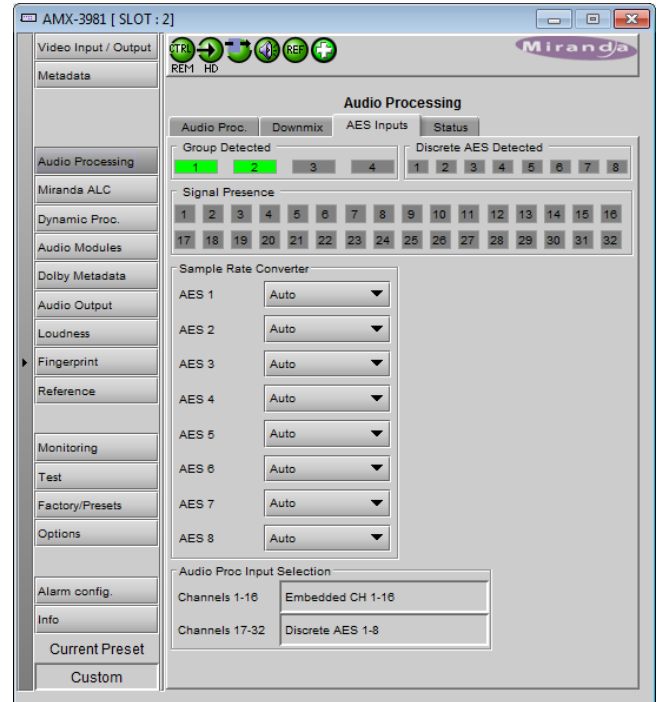 AMX-3981 [ SLOT : 2]
Video Input / Output
Metadata
Audio Processing
Miranda ALC
Dynamic Proc.
Audio Modules
Dolby Metadata
Audio Output
Loudness
Fingerprint
Reference
Monitoring
Test
Factory/Presets
Options
Alarm config.
Info
Current Preset
Custom
CTRL REF
REM HD
Miranda
Audio Processing
Audio Proc. Downmix AES Inputs Status
Group Detected
1 2 3 4
Discrete AES Detected
1 2 3 4 5 6 7 8
Signal Presence
1 2 3 4 5 6 7 8 9 10 11 12 13 14 15 16
17 18 19 20 21 22 23 24 25 26 27 28 29 30 31 32
Sample Rate Converter
AES 1 Auto
AES 2 Auto
AES 3 Auto
AES 4 Auto
AES 5 Auto
AES 6 Auto
AES 7 Auto
AES 8 Auto
Audio Proc Input Selection
Channels 1-16 Embedded CH 1-16
Channels 17-32 Discrete AES 1-8